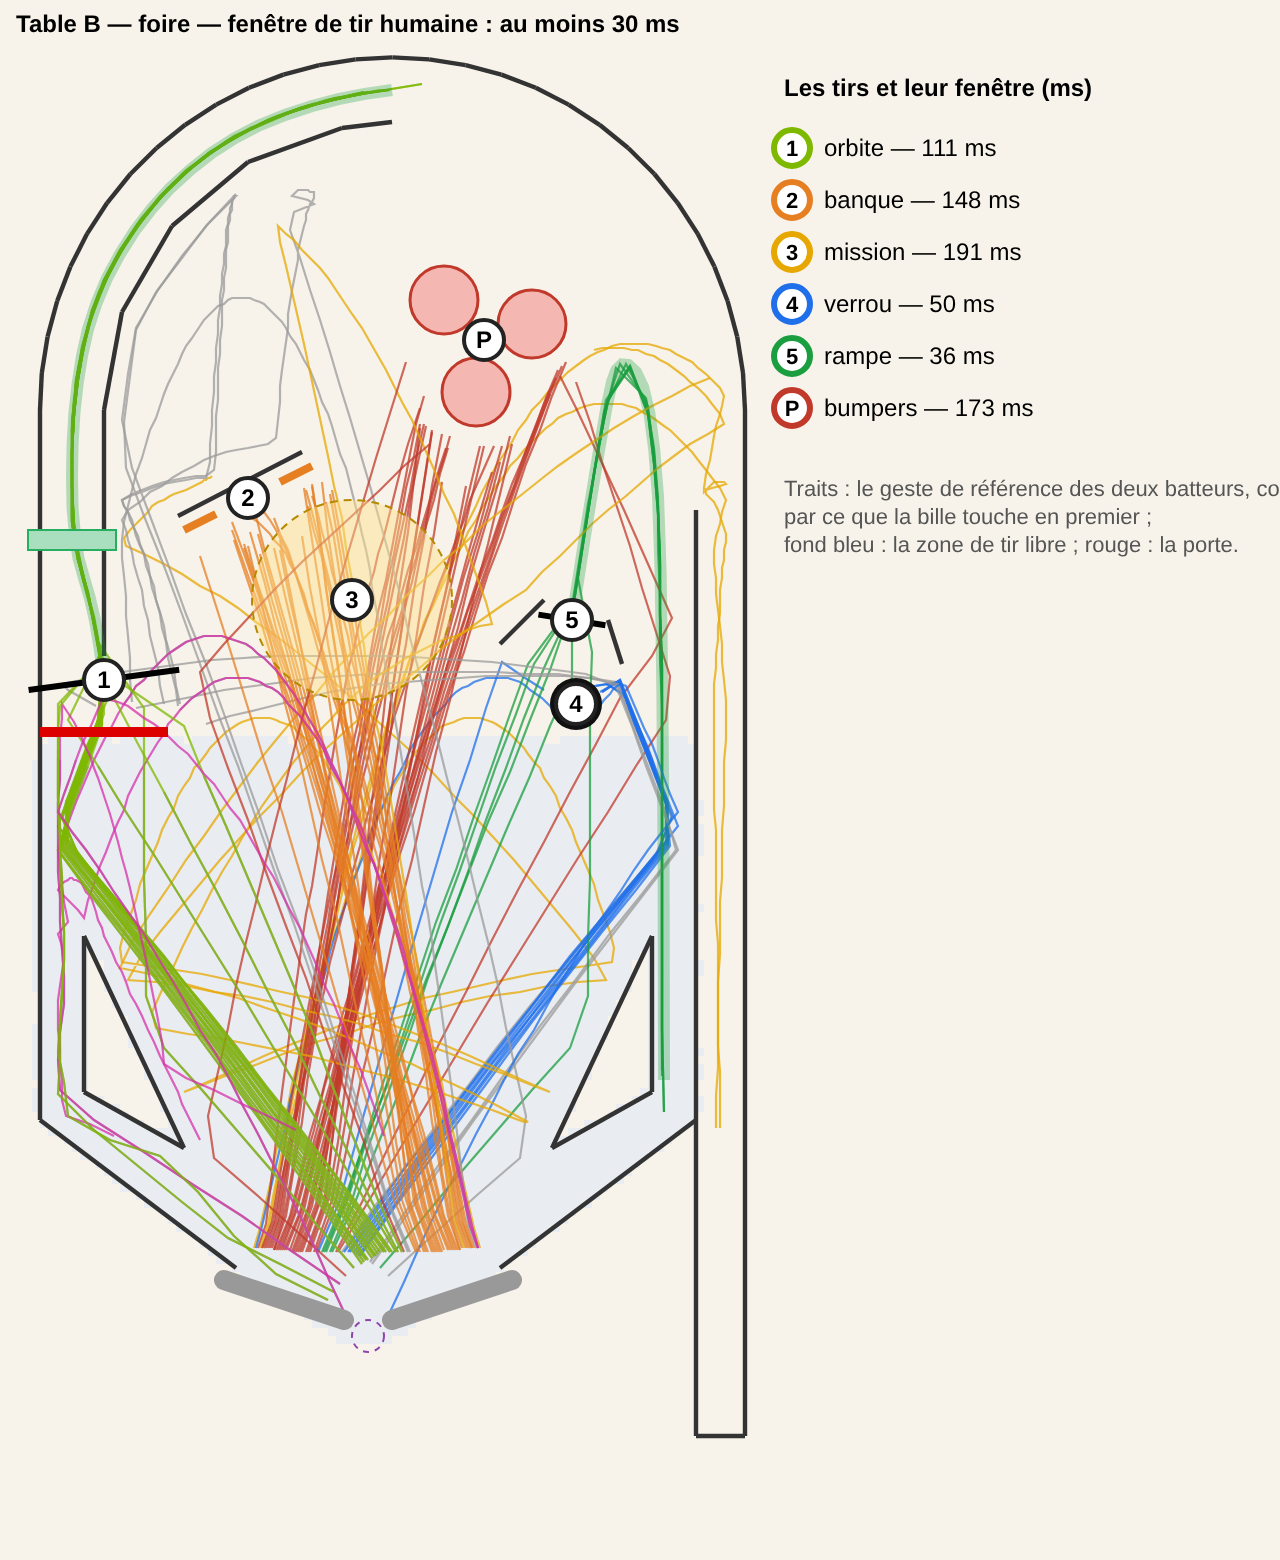 Table B — foire — fenêtre de tir humaine : au moins 30 ms
Les tirs et leur fenêtre (ms)
1 orbite — 111 ms
2 banque — 148 ms
3 mission — 191 ms
4 verrou — 50 ms
5 rampe — 36 ms
P bumpers — 173 ms
Traits : le geste de référence des deux batteurs, co
par ce que la bille touche en premier ;
fond bleu : la zone de tir libre ; rouge : la porte.
P
2
3
5
1
4